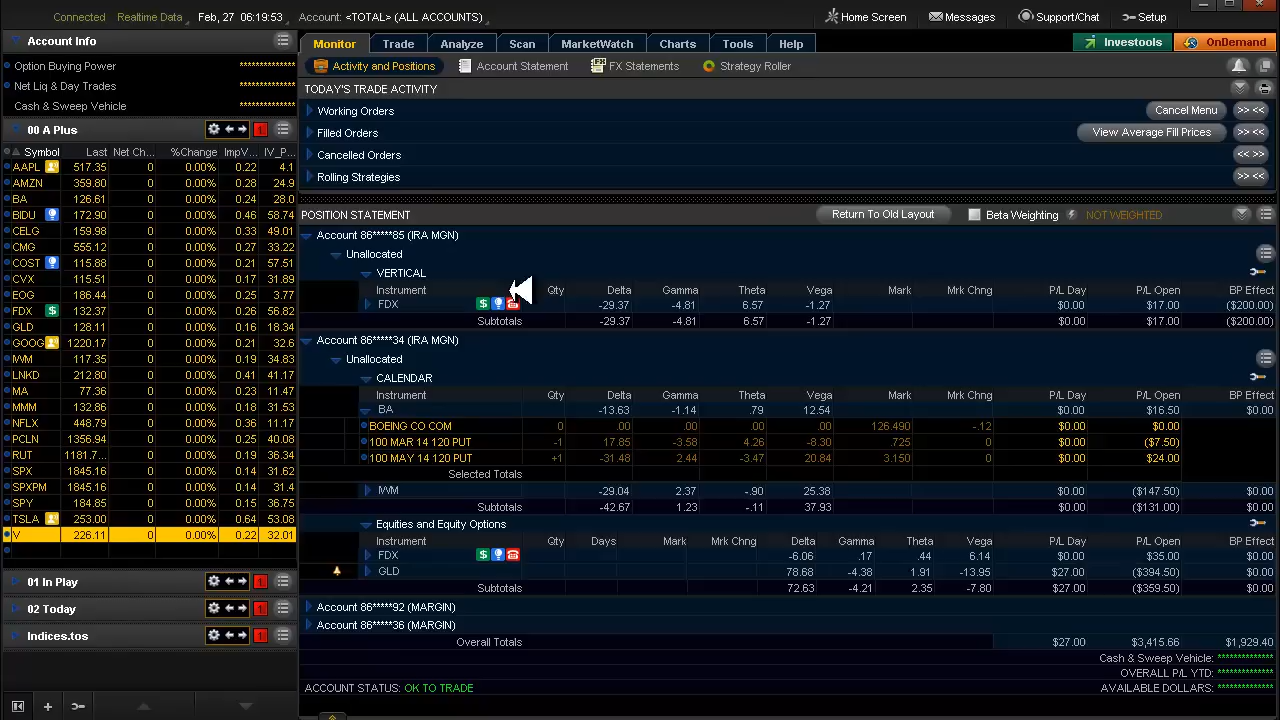 Connected Realtime Data Feb, 27 06:19:53 Account: <TOTAL> (ALL ACCOUNTS) Home Screen Messages Support/Chat Setup
Account Info
Option Buying Power **************
Net Liq & Day Trades **************
Cash & Sweep Vehicle **************
00 A Plus 1
Symbol Last Net Ch... %Change ImpV... IV_P...
AAPL 517.35 0 0.00% 0.22 4.1
AMZN 359.80 0 0.00% 0.28 24.9
BA 126.61 0 0.00% 0.24 28.0
BIDU 172.90 0 0.00% 0.46 58.74
CELG 159.98 0 0.00% 0.33 49.01
CMG 555.12 0 0.00% 0.27 33.22
COST 115.88 0 0.00% 0.21 57.51
CVX 115.51 0 0.00% 0.17 31.89
EOG 186.44 0 0.00% 0.25 3.77
FDX $ 132.37 0 0.00% 0.26 56.82
GLD 128.11 0 0.00% 0.16 18.34
GOOG 1220.17 0 0.00% 0.21 32.6
IWM 117.35 0 0.00% 0.19 34.83
LNKD 212.80 0 0.00% 0.41 41.17
MA 77.36 0 0.00% 0.23 11.47
MMM 132.86 0 0.00% 0.18 31.53
NFLX 448.79 0 0.00% 0.36 11.17
PCLN 1356.94 0 0.00% 0.25 40.08
RUT 1181.7... 0 0.00% 0.19 36.34
SPX 1845.16 0 0.00% 0.14 31.62
SPXPM 1845.16 0 0.00% 0.14 31.4
SPY 184.85 0 0.00% 0.15 36.75
TSLA 253.00 0 0.00% 0.64 53.08
V 226.11 0 0.00% 0.22 32.01
01 In Play 1
02 Today 1
Indices.tos 1
Monitor Trade Analyze Scan MarketWatch Charts Tools Help Investools OnDemand
Activity and Positions Account Statement FX Statements Strategy Roller
TODAY'S TRADE ACTIVITY
Working Orders Cancel Menu >> <<
Filled Orders View Average Fill Prices >> <<
Cancelled Orders << >>
Rolling Strategies >> <<
POSITION STATEMENT Return To Old Layout Beta Weighting NOT WEIGHTED
Account 86*****85 (IRA MGN)
Unallocated
VERTICAL
Instrument Qty Delta Gamma Theta Vega Mark Mrk Chng P/L Day P/L Open BP Effect
FDX $ -29.37 -4.81 6.57 -1.27 $0.00 $17.00 ($200.00)
Subtotals -29.37 -4.81 6.57 -1.27 $0.00 $17.00 ($200.00)
Account 86*****34 (IRA MGN)
Unallocated
CALENDAR
Instrument Qty Delta Gamma Theta Vega Mark Mrk Chng P/L Day P/L Open BP Effect
BA -13.63 -1.14 .79 12.54 $0.00 $16.50 $0.00
BOEING CO COM 0 .00 .00 .00 .00 126.490 -.12 $0.00 $0.00
100 MAR 14 120 PUT -1 17.85 -3.58 4.26 -8.30 .725 0 $0.00 ($7.50)
100 MAY 14 120 PUT +1 -31.48 2.44 -3.47 20.84 3.150 0 $0.00 $24.00
Selected Totals
IWM -29.04 2.37 -.90 25.38 $0.00 ($147.50) $0.00
Subtotals -42.67 1.23 -.11 37.93 $0.00 ($131.00) $0.00
Equities and Equity Options
Instrument Qty Days Mark Mrk Chng Delta Gamma Theta Vega P/L Day P/L Open BP Effect
FDX $ -6.06 .17 .44 6.14 $0.00 $35.00 $0.00
GLD 78.68 -4.38 1.91 -13.95 $27.00 ($394.50) $0.00
Subtotals 72.63 -4.21 2.35 -7.80 $27.00 ($359.50) $0.00
Account 86*****92 (MARGIN)
Account 86*****36 (MARGIN)
Overall Totals $27.00 $3,415.66 $1,929.40
Cash & Sweep Vehicle: **************
OVERALL P/L YTD: **************
ACCOUNT STATUS: OK TO TRADE AVAILABLE DOLLARS: **************